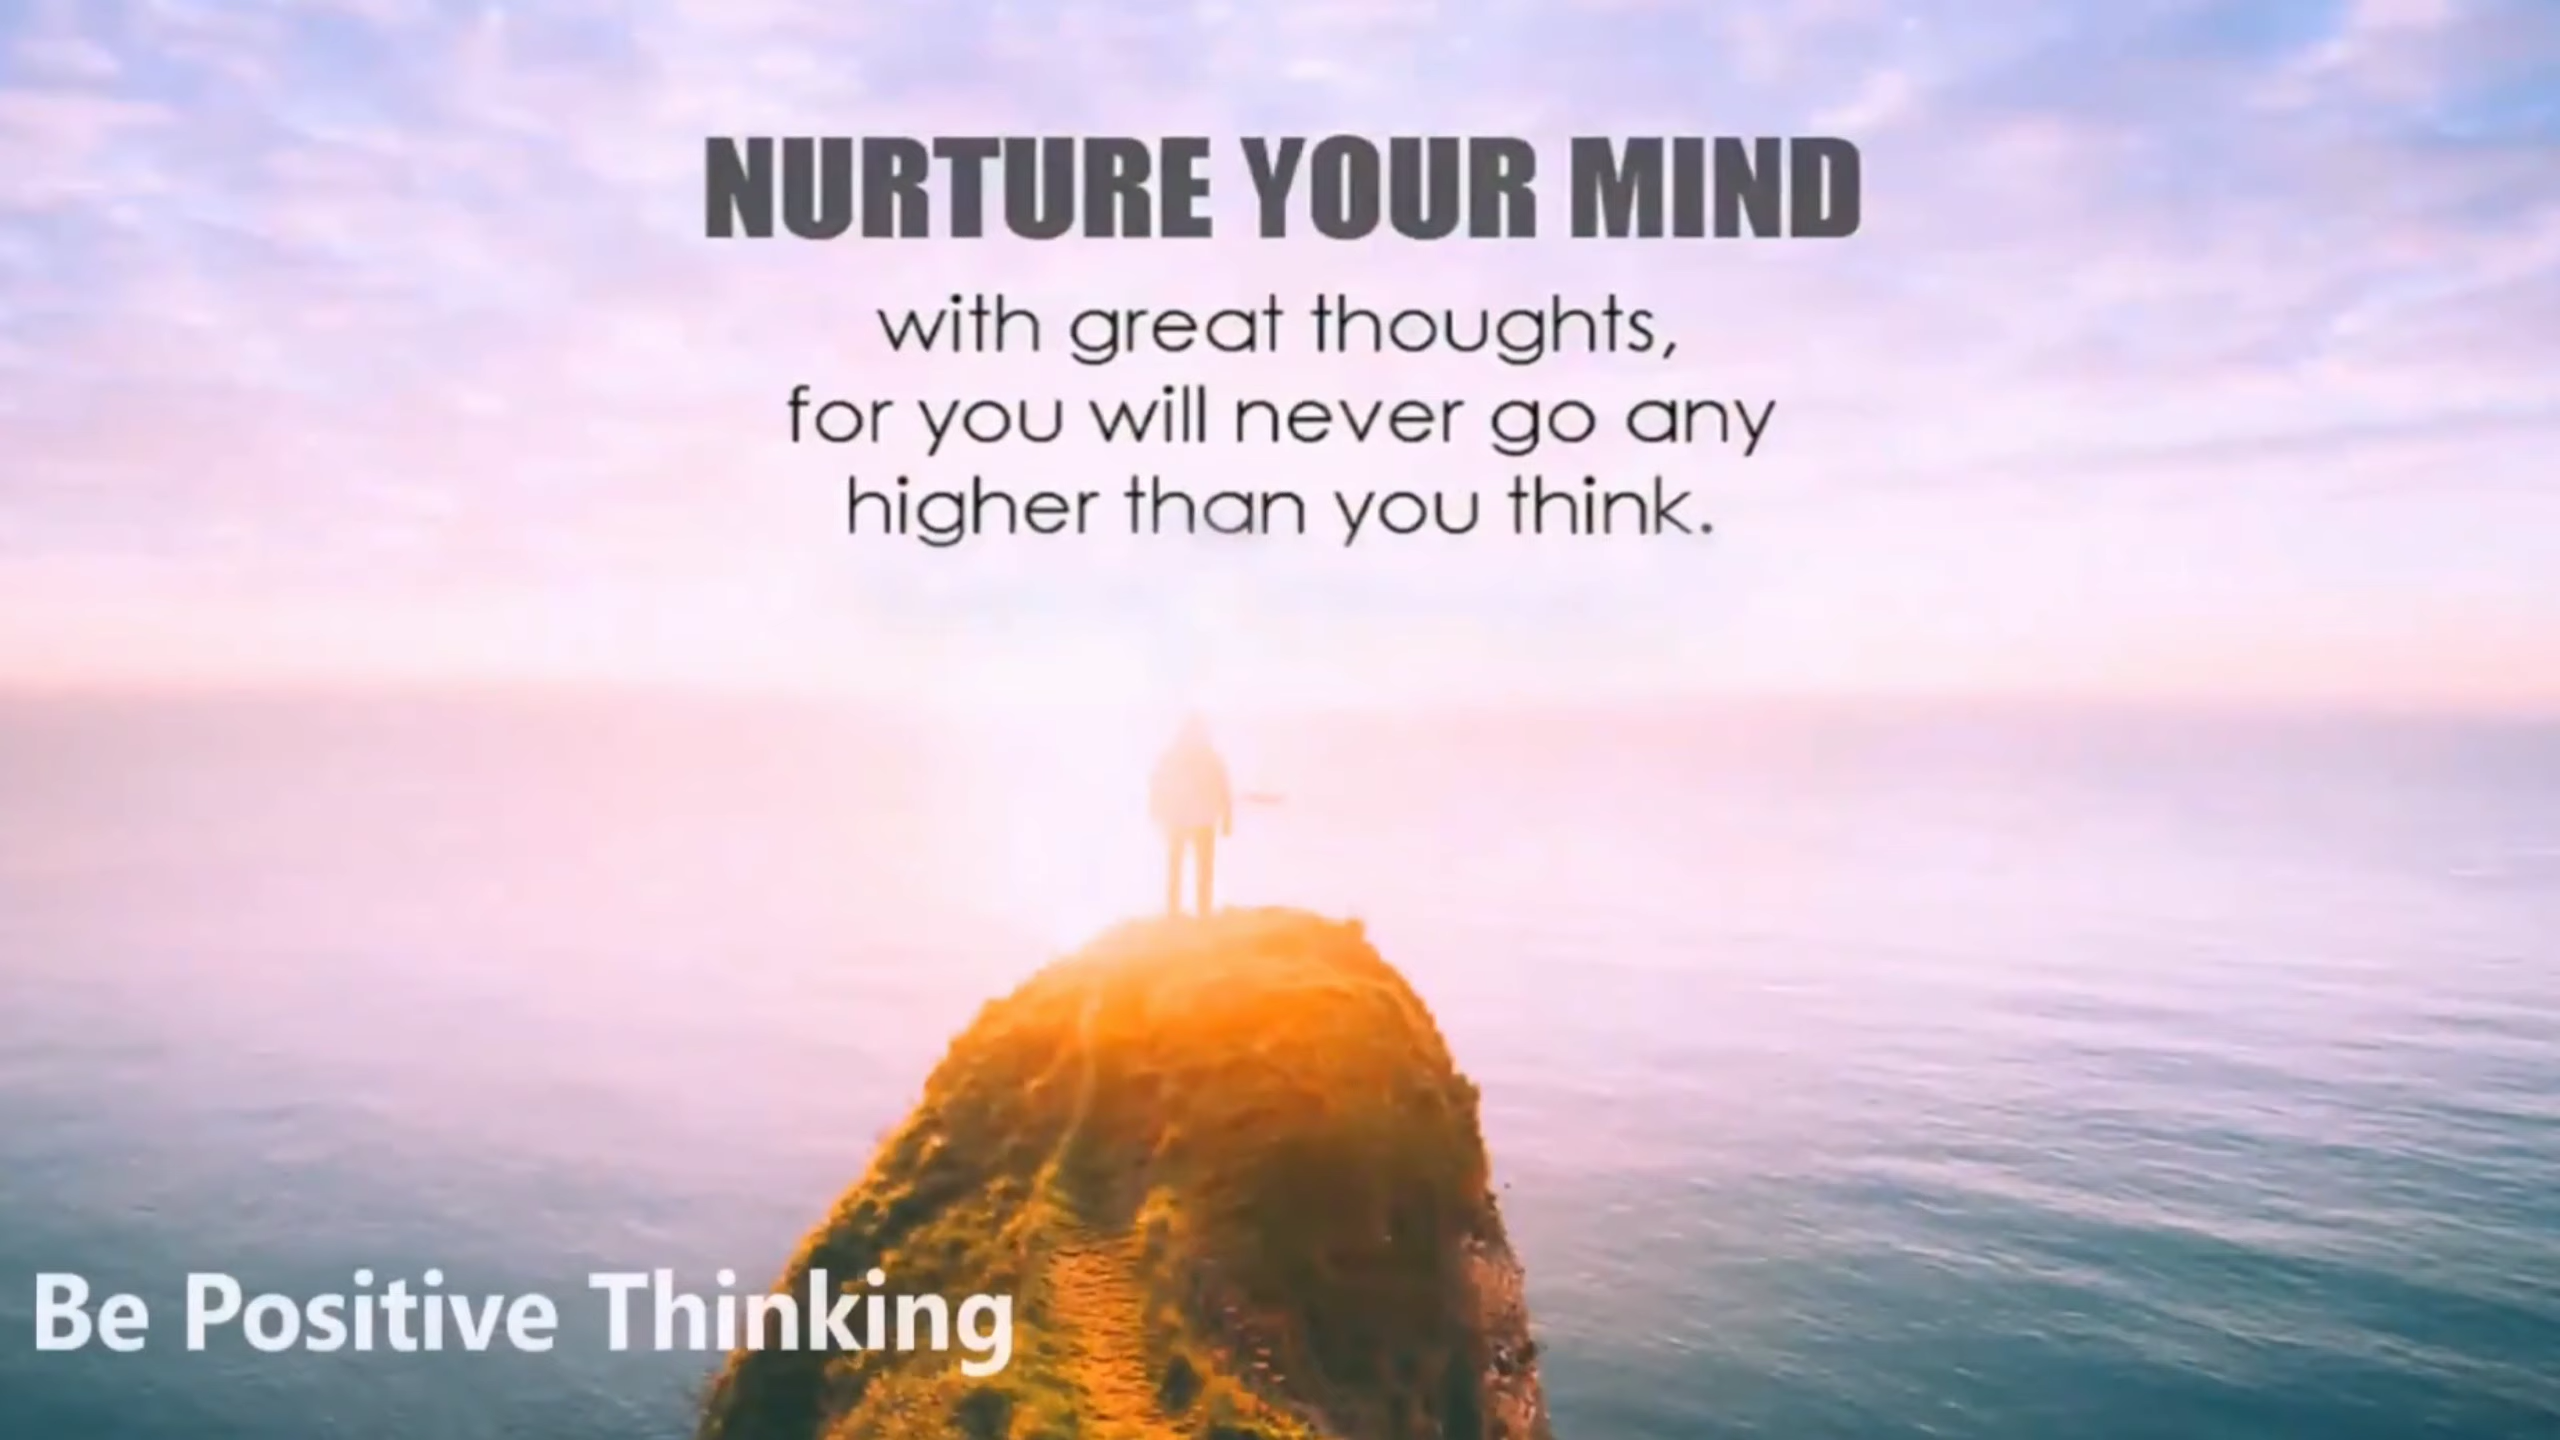 NURTURE YOUR MIND
with great thoughts,
for you will never go any
higher than you think.
Be Positive Thinking